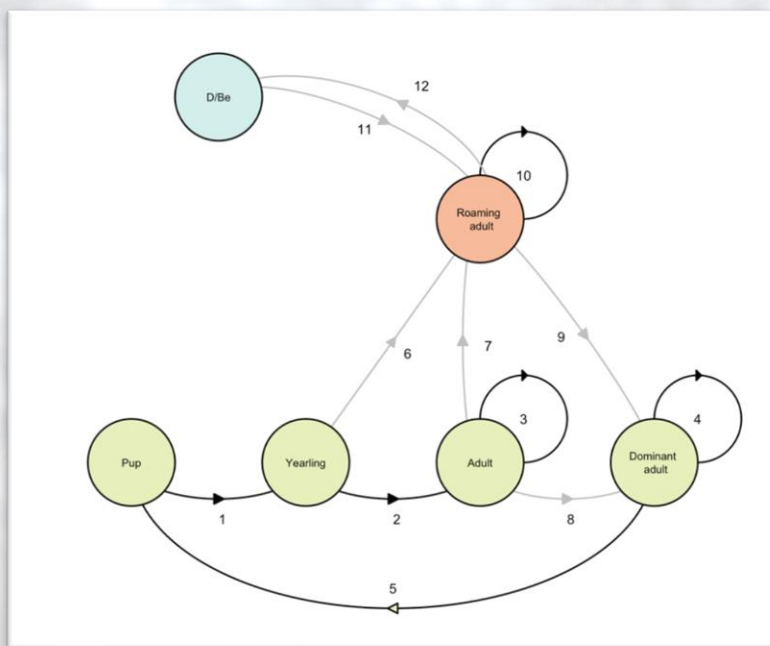 D/Be
12
11
10
Roaming
adult
6
7
9
3
4
Pup
Yearling
Adult
Dominant
adult
1
2
8
5